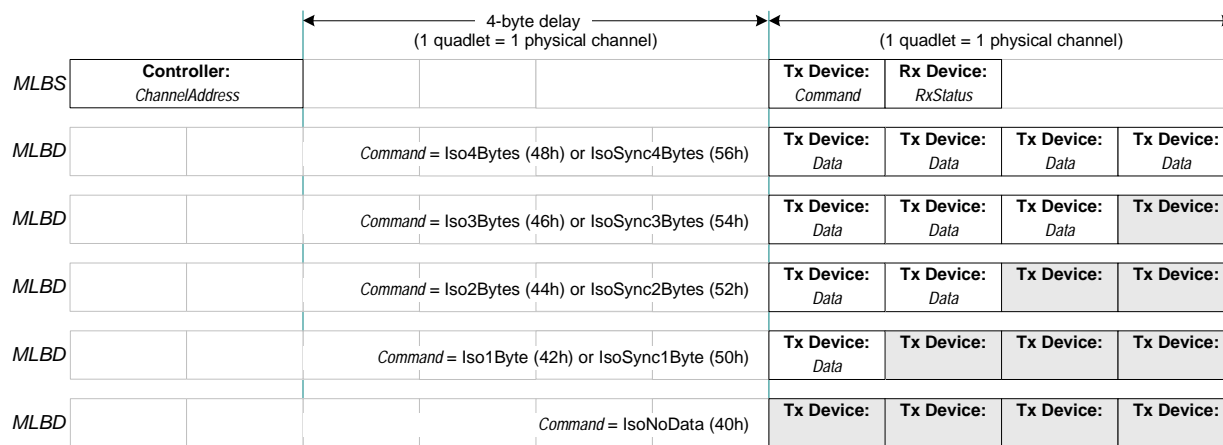 4-byte delay
(1 quadlet = 1 physical channel)
(1 quadlet = 1 physical channel)
MLBS
Controller:
ChannelAddress
Tx Device:
Command
Rx Device:
RxStatus
MLBD
Command = Iso4Bytes (48h) or IsoSync4Bytes (56h)
Tx Device:
Data
Tx Device:
Data
Tx Device:
Data
Tx Device:
Data
MLBD
Command = Iso3Bytes (46h) or IsoSync3Bytes (54h)
Tx Device:
Data
Tx Device:
Data
Tx Device:
Data
Tx Device:
MLBD
Command = Iso2Bytes (44h) or IsoSync2Bytes (52h)
Tx Device:
Data
Tx Device:
Data
Tx Device:
Tx Device:
MLBD
Command = Iso1Byte (42h) or IsoSync1Byte (50h)
Tx Device:
Data
Tx Device:
Tx Device:
Tx Device:
MLBD
Command = IsoNoData (40h)
Tx Device:
Tx Device:
Tx Device:
Tx Device: